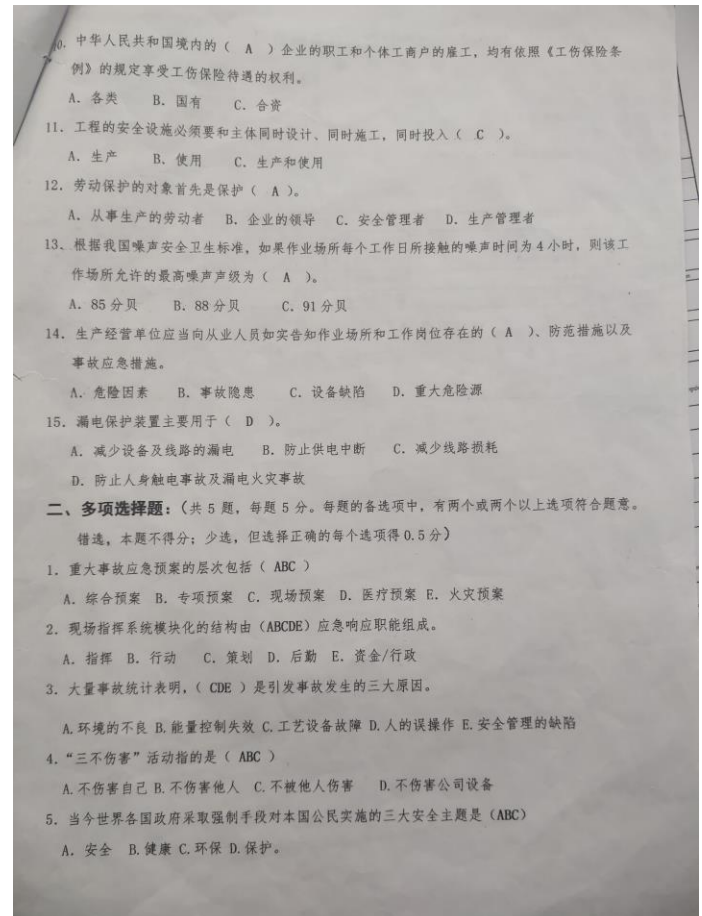 10. 中华人民共和国境内的（ A ）企业的职工和个体工商户的雇工，均有依照《工伤保险条
例》的规定享受工伤保险待遇的权利。
A. 各类 B. 国有 C. 合资
11. 工程的安全设施必须要和主体同时设计、同时施工，同时投入（ C ）。
A. 生产 B. 使用 C. 生产和使用
12. 劳动保护的对象首先是保护（ A ）。
A. 从事生产的劳动者 B. 企业的领导 C. 安全管理者 D. 生产管理者
13. 根据我国噪声安全卫生标准，如果作业场所每个工作日所接触的噪声时间为 4 小时，则该工
作场所允许的最高噪声声级为（ A ）。
A. 85 分贝 B. 88 分贝 C. 91 分贝
14. 生产经营单位应当向从业人员如实告知作业场所和工作岗位存在的（ A ）、防范措施以及
事故应急措施。
A. 危险因素 B. 事故隐患 C. 设备缺陷 D. 重大危险源
15. 漏电保护装置主要用于（ D ）。
A. 减少设备及线路的漏电 B. 防止供电中断 C. 减少线路损耗
D. 防止人身触电事故及漏电火灾事故
二、多项选择题：（共 5 题，每题 5 分。每题的备选项中，有两个或两个以上选项符合题意。
错选，本题不得分；少选，但选择正确的每个选项得 0.5 分）
1. 重大事故应急预案的层次包括（ ABC ）
A. 综合预案 B. 专项预案 C. 现场预案 D. 医疗预案 E. 火灾预案
2. 现场指挥系统模块化的结构由（ABCDE）应急响应职能组成。
A. 指挥 B. 行动 C. 策划 D. 后勤 E. 资金/行政
3. 大量事故统计表明，（ CDE ）是引发事故发生的三大原因。
A.环境的不良 B.能量控制失效 C.工艺设备故障 D.人的误操作 E.安全管理的缺陷
4. “三不伤害”活动指的是（ ABC ）
A.不伤害自己 B.不伤害他人 C.不被他人伤害 D.不伤害公司设备
5. 当今世界各国政府采取强制手段对本国公民实施的三大安全主题是（ABC）
A. 安全 B.健康 C.环保 D.保护。